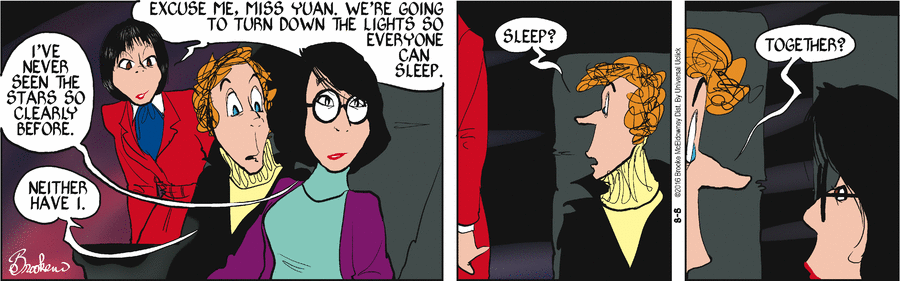 EXCUSE ME, MISS YUAN. WE'RE GOING
TO TURN DOWN THE LIGHTS SO
EVERYONE
CAN
SLEEP.
I'VE
NEVER
SEEN THE
STARS SO
CLEARLY
BEFORE.
NEITHER
HAVE I.
Brooke
SLEEP?
©2016 Brooke McEldowney Dist. By Universal Uclick
8-8
TOGETHER?